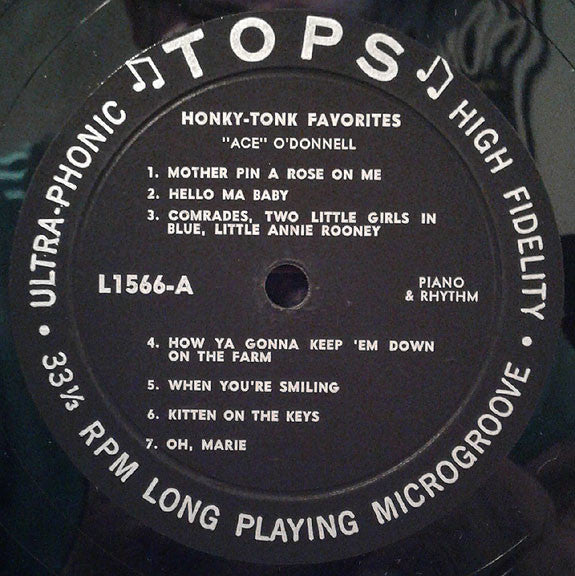 ♫ TOPS ♫
ULTRA-PHONIC
HIGH FIDELITY
HONKY-TONK FAVORITES
"ACE" O'DONNELL
1. MOTHER PIN A ROSE ON ME
2. HELLO MA BABY
3. COMRADES, TWO LITTLE GIRLS IN
BLUE, LITTLE ANNIE ROONEY
L1566-A
PIANO
& RHYTHM
4. HOW YA GONNA KEEP 'EM DOWN
ON THE FARM
5. WHEN YOU'RE SMILING
6. KITTEN ON THE KEYS
7. OH, MARIE
• 33⅓ RPM LONG PLAYING MICROGROOVE •